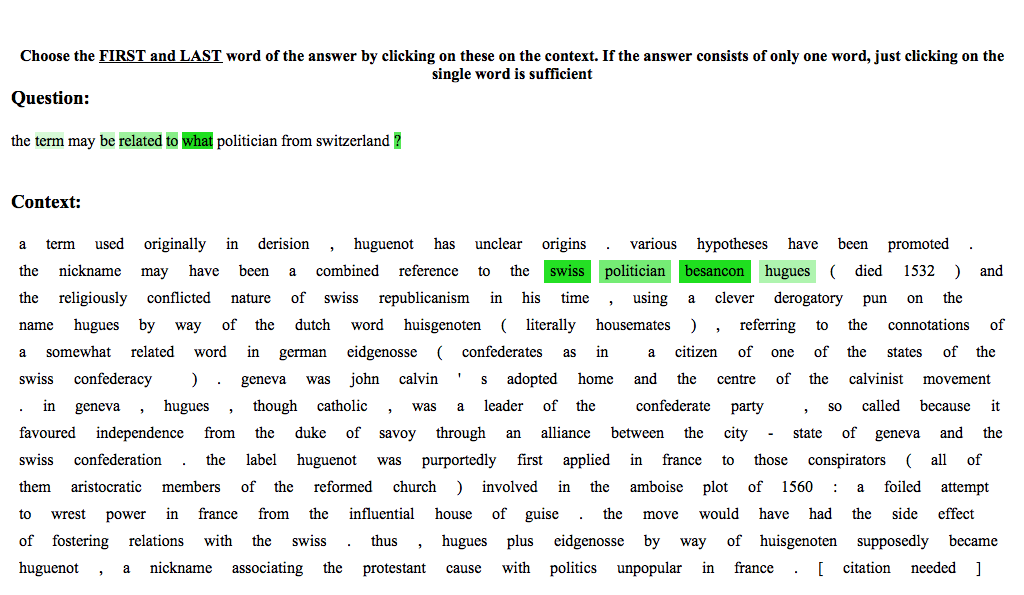 Choose the FIRST and LAST word of the answer by clicking on these on the context. If the answer consists of only one word, just clicking on the
single word is sufficient
Question:
the term may be related to what politician from switzerland ?
Context:
a term used originally in derision , huguenot has unclear origins . various hypotheses have been promoted .
the nickname may have been a combined reference to the swiss politician besancon hugues ( died 1532 ) and
the religiously conflicted nature of swiss republicanism in his time , using a clever derogatory pun on the
name hugues by way of the dutch word huisgenoten ( literally housemates ) , referring to the connotations of
a somewhat related word in german eidgenosse ( confederates as in a citizen of one of the states of the
swiss confederacy ) . geneva was john calvin ' s adopted home and the centre of the calvinist movement
. in geneva , hugues , though catholic , was a leader of the confederate party , so called because it
favoured independence from the duke of savoy through an alliance between the city - state of geneva and the
swiss confederation . the label huguenot was purportedly first applied in france to those conspirators ( all of
them aristocratic members of the reformed church ) involved in the amboise plot of 1560 : a foiled attempt
to wrest power in france from the influential house of guise . the move would have had the side effect
of fostering relations with the swiss . thus , hugues plus eidgenosse by way of huisgenoten supposedly became
huguenot , a nickname associating the protestant cause with politics unpopular in france . [ citation needed ]